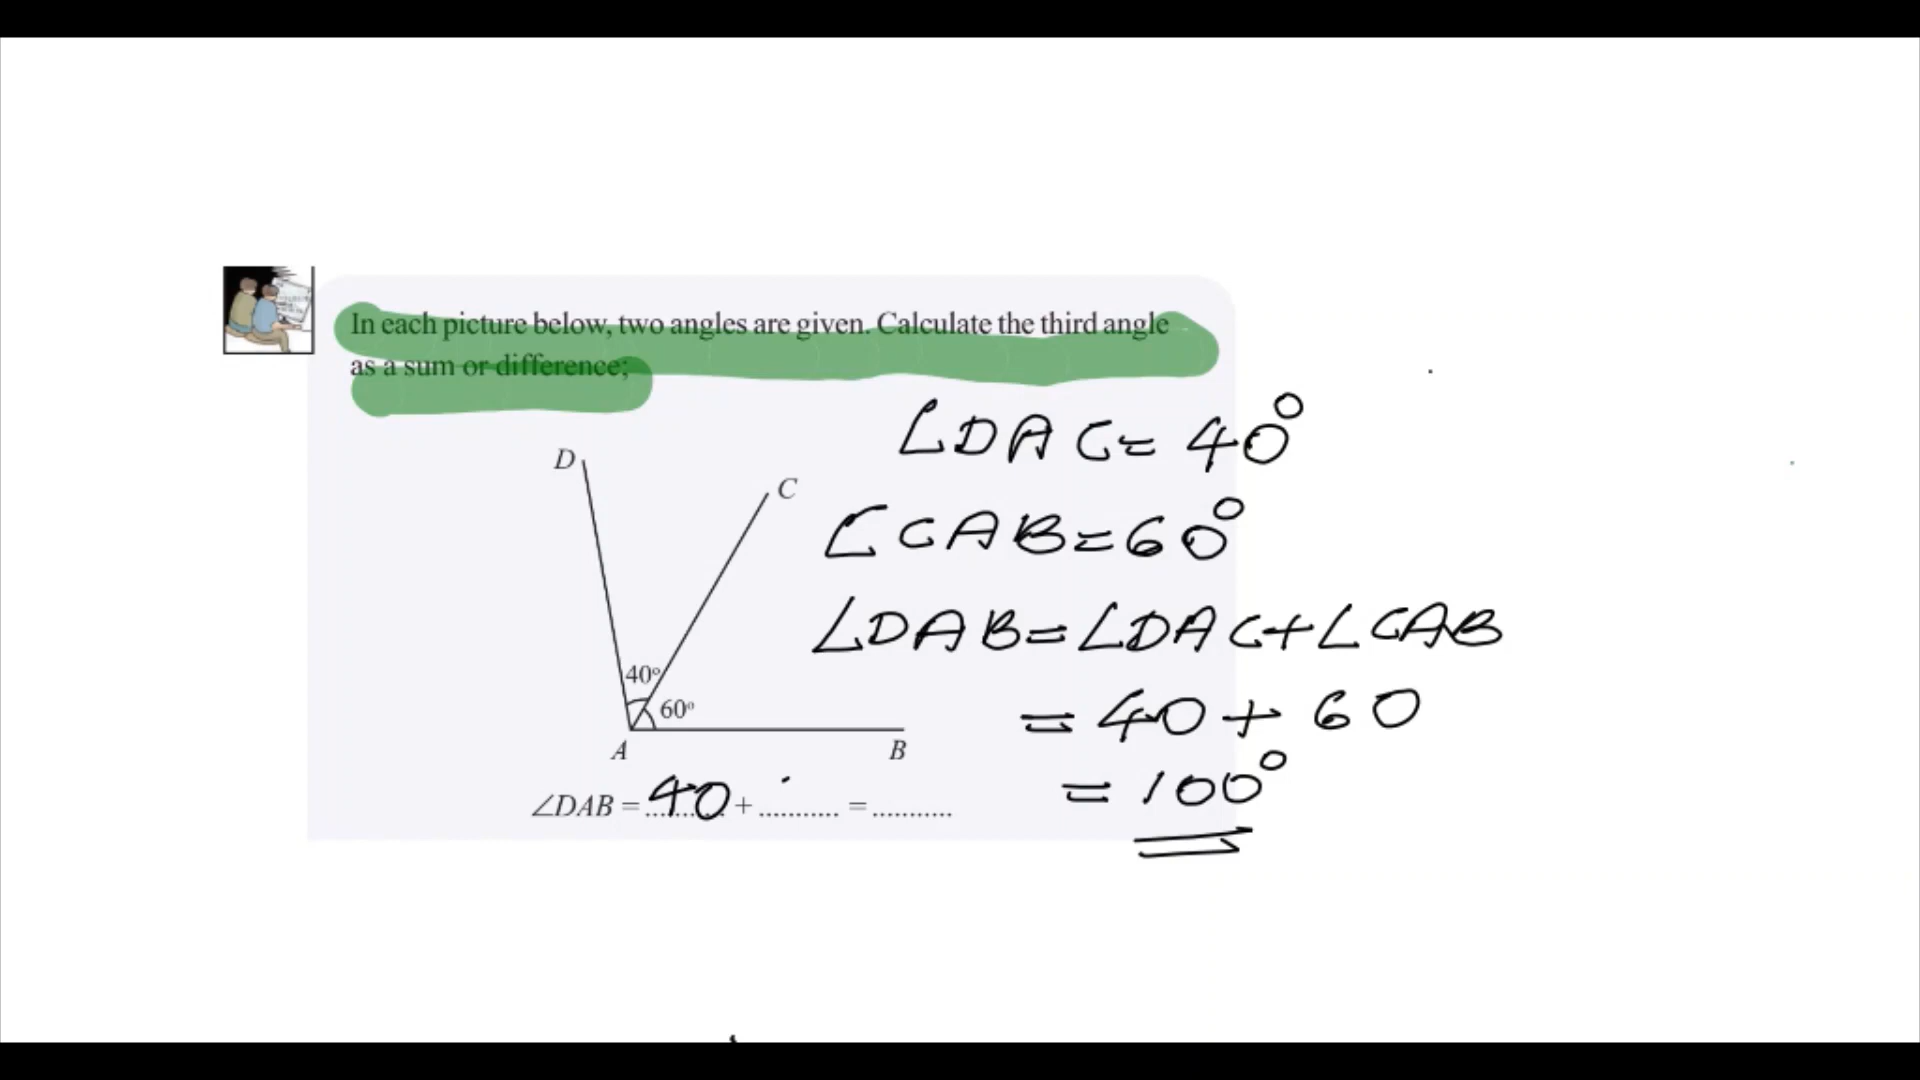 In each picture below, two angles are given. Calculate the third angle
as a sum or difference;
D
C
40°
60°
A
B
∠DAB = 40 + ........... = ...........
∠DAC = 40°
∠CAB = 60°
∠DAB = ∠DAC + ∠CAB
= 40 + 60
= 100°